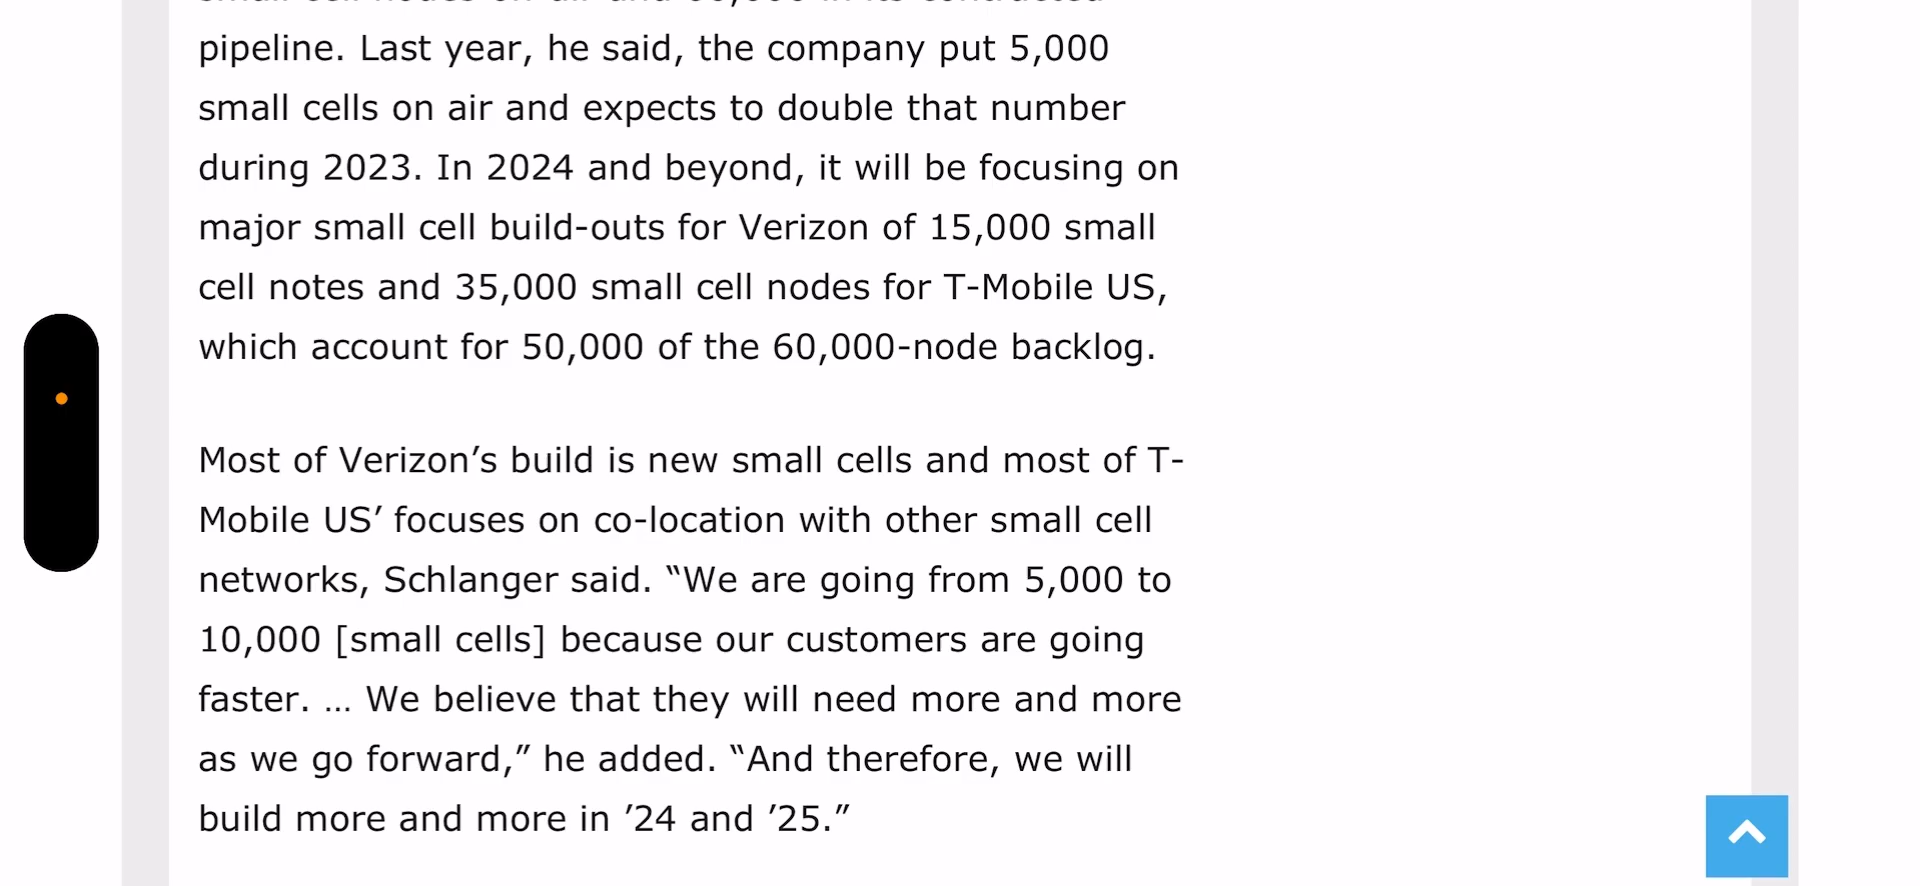 pipeline. Last year, he said, the company put 5,000
small cells on air and expects to double that number
during 2023. In 2024 and beyond, it will be focusing on
major small cell build-outs for Verizon of 15,000 small
cell notes and 35,000 small cell nodes for T-Mobile US,
which account for 50,000 of the 60,000-node backlog.
Most of Verizon’s build is new small cells and most of T-
Mobile US’ focuses on co-location with other small cell
networks, Schlanger said. “We are going from 5,000 to
10,000 [small cells] because our customers are going
faster. … We believe that they will need more and more
as we go forward,” he added. “And therefore, we will
build more and more in ’24 and ’25.”